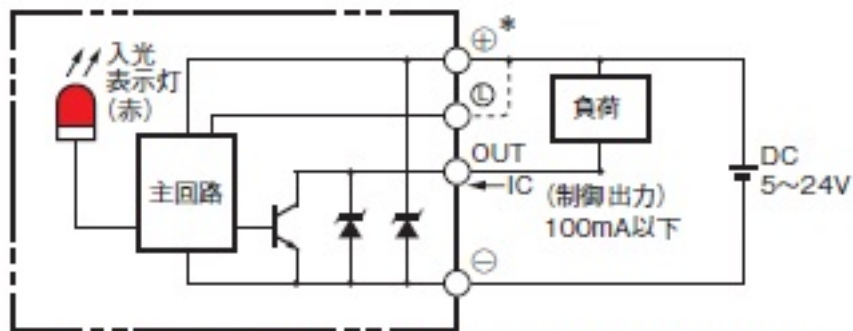 入光
表示灯
(赤)
主回路
⊕*
Ⓛ
OUT
IC
⊖
負荷
(制御出力)
100mA以下
DC
5～24V